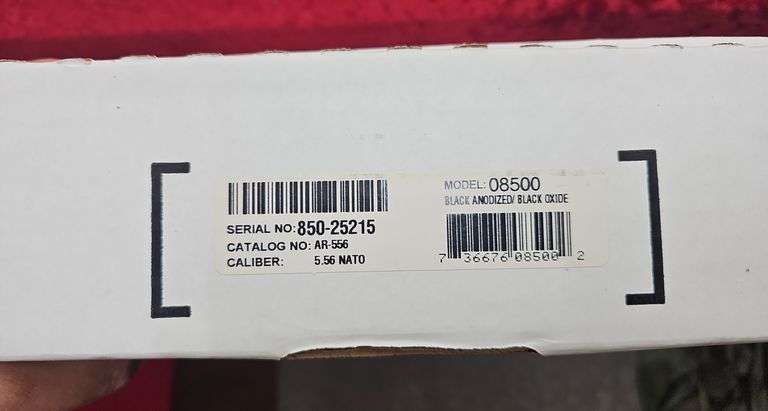 SERIAL NO: 850-25215
CATALOG NO: AR-556
CALIBER: 5.56 NATO
MODEL: 08500
BLACK ANODIZED/ BLACK OXIDE
7 36676 08500 2